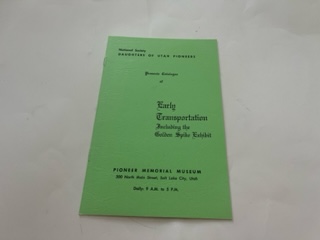 National Society
DAUGHTERS OF UTAH PIONEERS
Presents Catalogue
of
Early
Transportation
Including the
Golden Spike Exhibit
PIONEER MEMORIAL MUSEUM
300 North Main Street, Salt Lake City, Utah
Daily: 9 A.M. to 5 P.M.